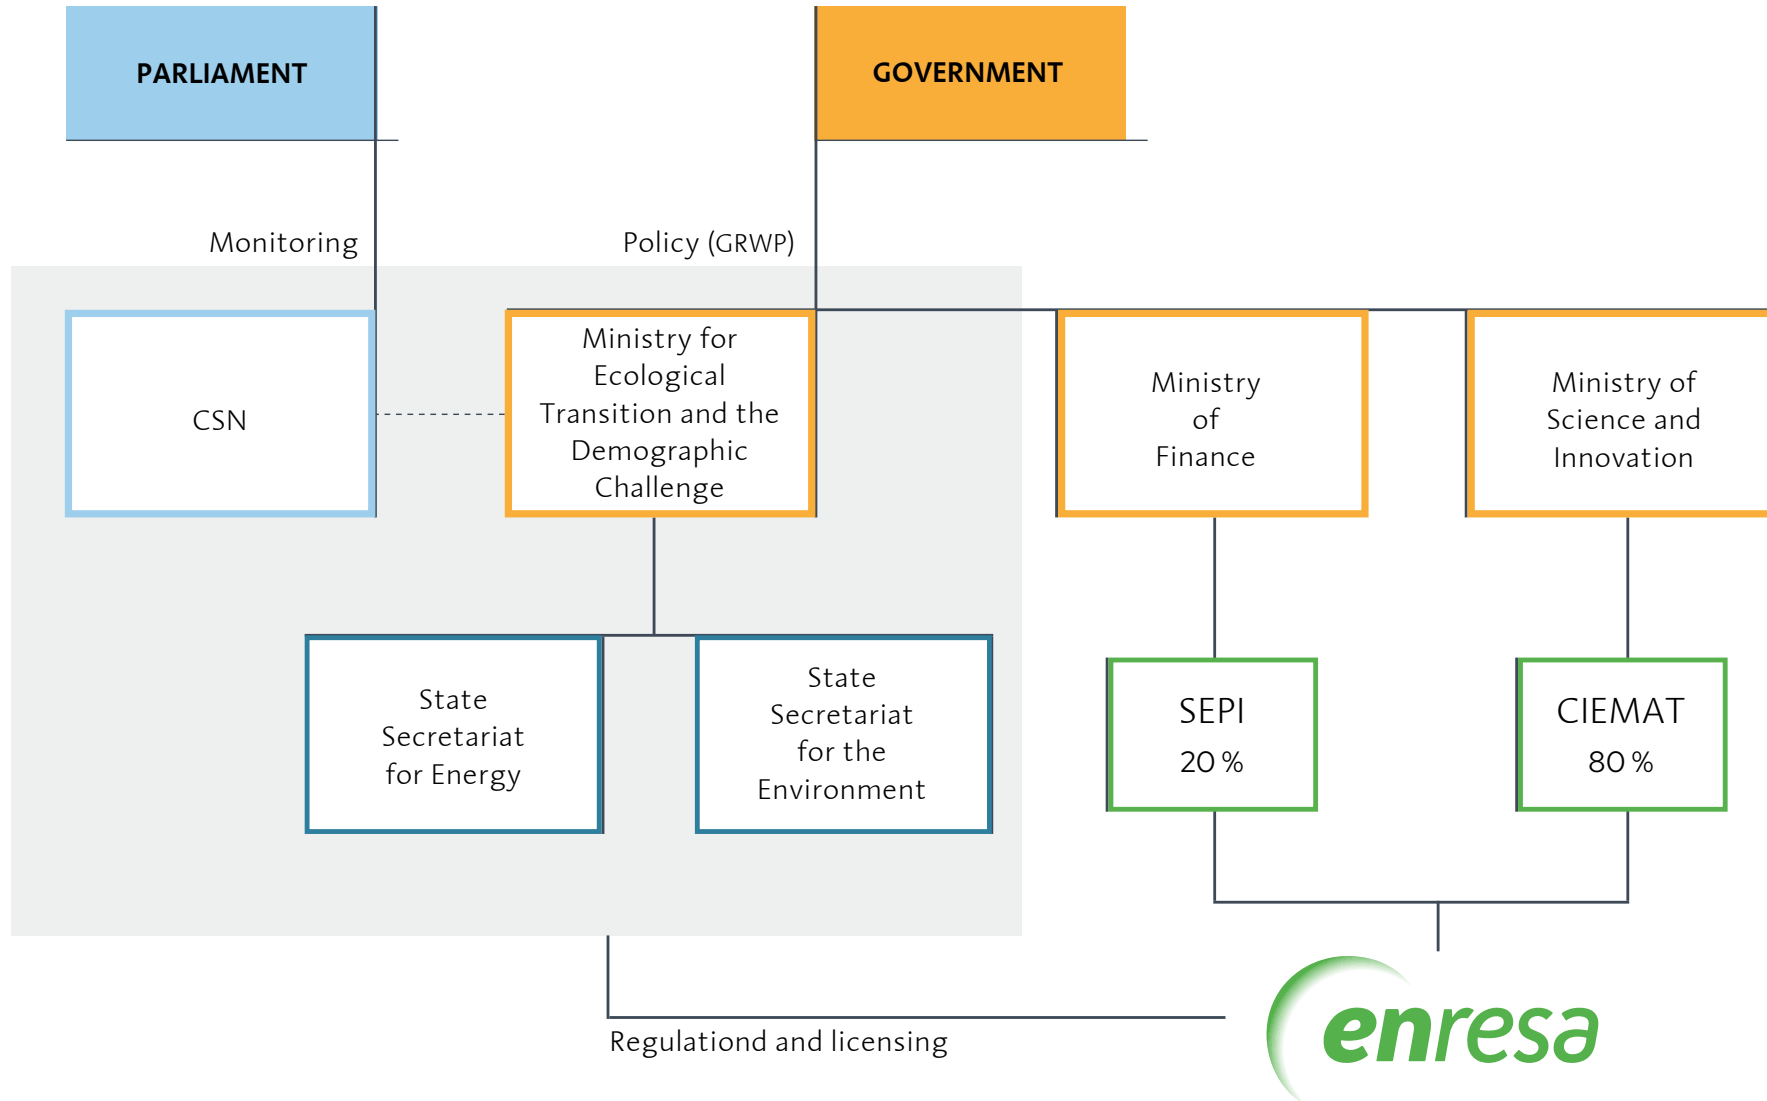 PARLIAMENT
GOVERNMENT
Monitoring
Policy (GRWP)
CSN
Ministry for
Ecological
Transition and the
Demographic
Challenge
Ministry
of
Finance
Ministry of
Science and
Innovation
State
Secretariat
for Energy
State
Secretariat
for the
Environment
SEPI
20 %
CIEMAT
80 %
Regulationd and licensing
enresa